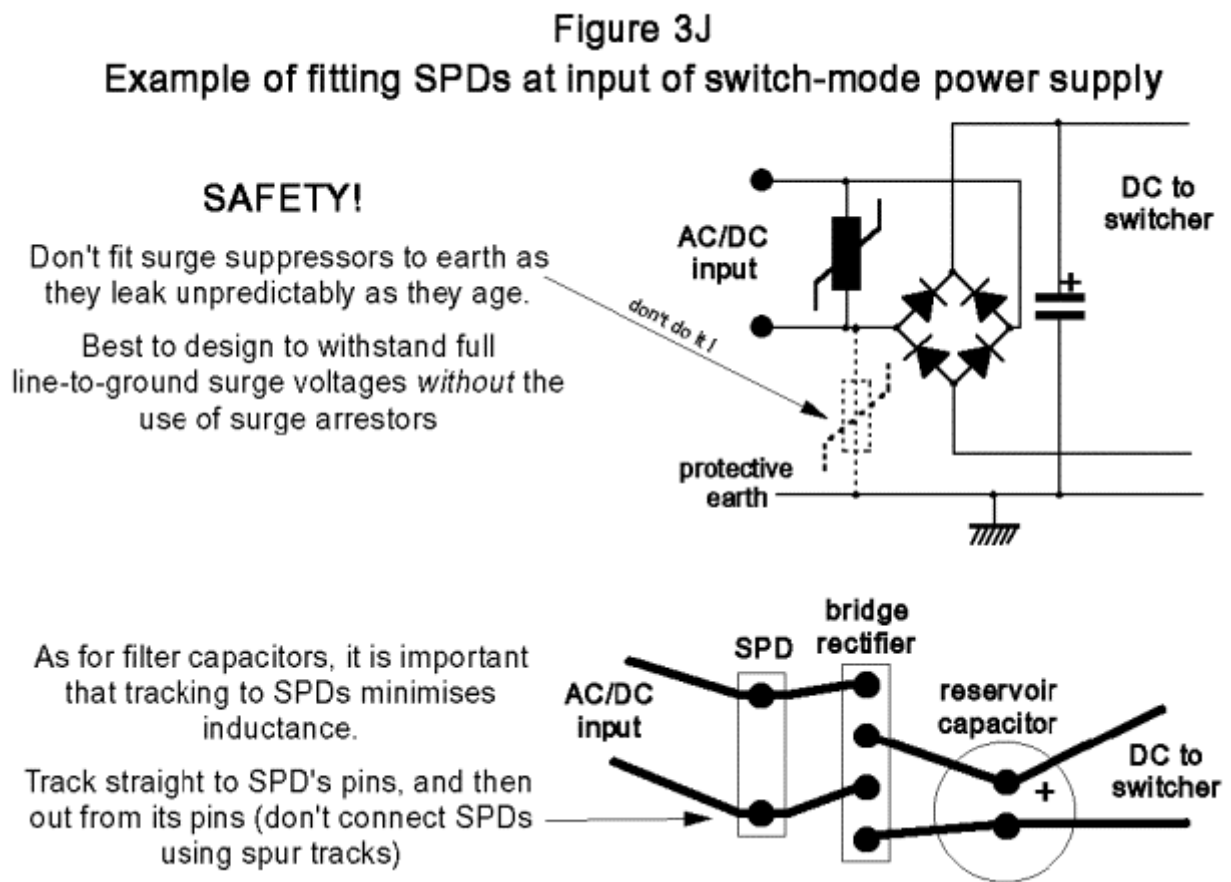 Figure 3J
Example of fitting SPDs at input of switch-mode power supply
SAFETY!
Don't fit surge suppressors to earth as
they leak unpredictably as they age.
Best to design to withstand full
line-to-ground surge voltages without the
use of surge arrestors
AC/DC
input
don't do it !
protective
earth
DC to
switcher
+
As for filter capacitors, it is important
that tracking to SPDs minimises
inductance.
Track straight to SPD's pins, and then
out from its pins (don't connect SPDs
using spur tracks)
AC/DC
input
SPD
bridge
rectifier
reservoir
capacitor
+
DC to
switcher